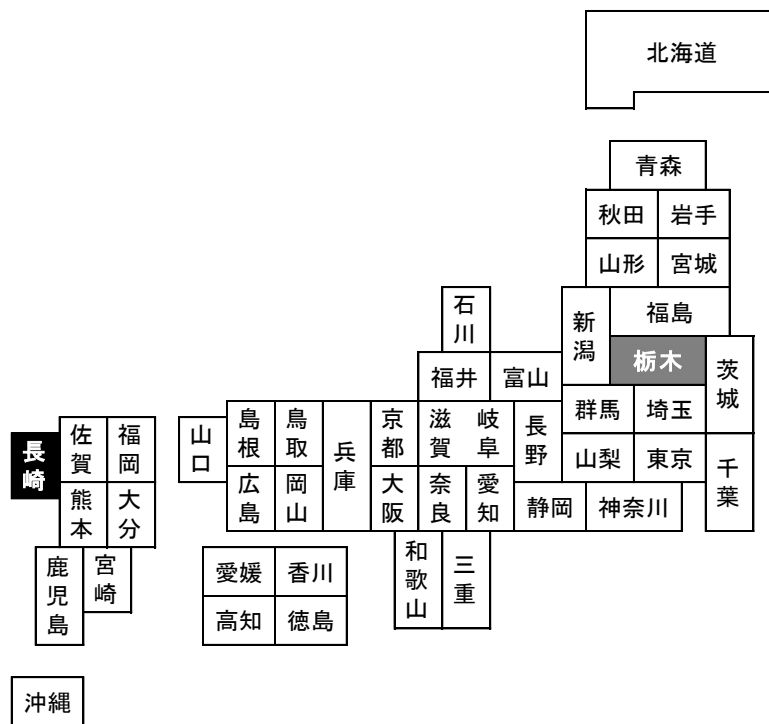 北海道
青森
秋田
岩手
山形
宮城
石川
新潟
福島
福井
富山
栃木
茨城
群馬
埼玉
長崎
佐賀
福岡
山口
島根
鳥取
兵庫
京都
滋賀
岐阜
長野
山梨
東京
千葉
熊本
大分
広島
岡山
大阪
奈良
愛知
静岡
神奈川
鹿児島
宮崎
愛媛
香川
和歌山
三重
高知
徳島
沖縄